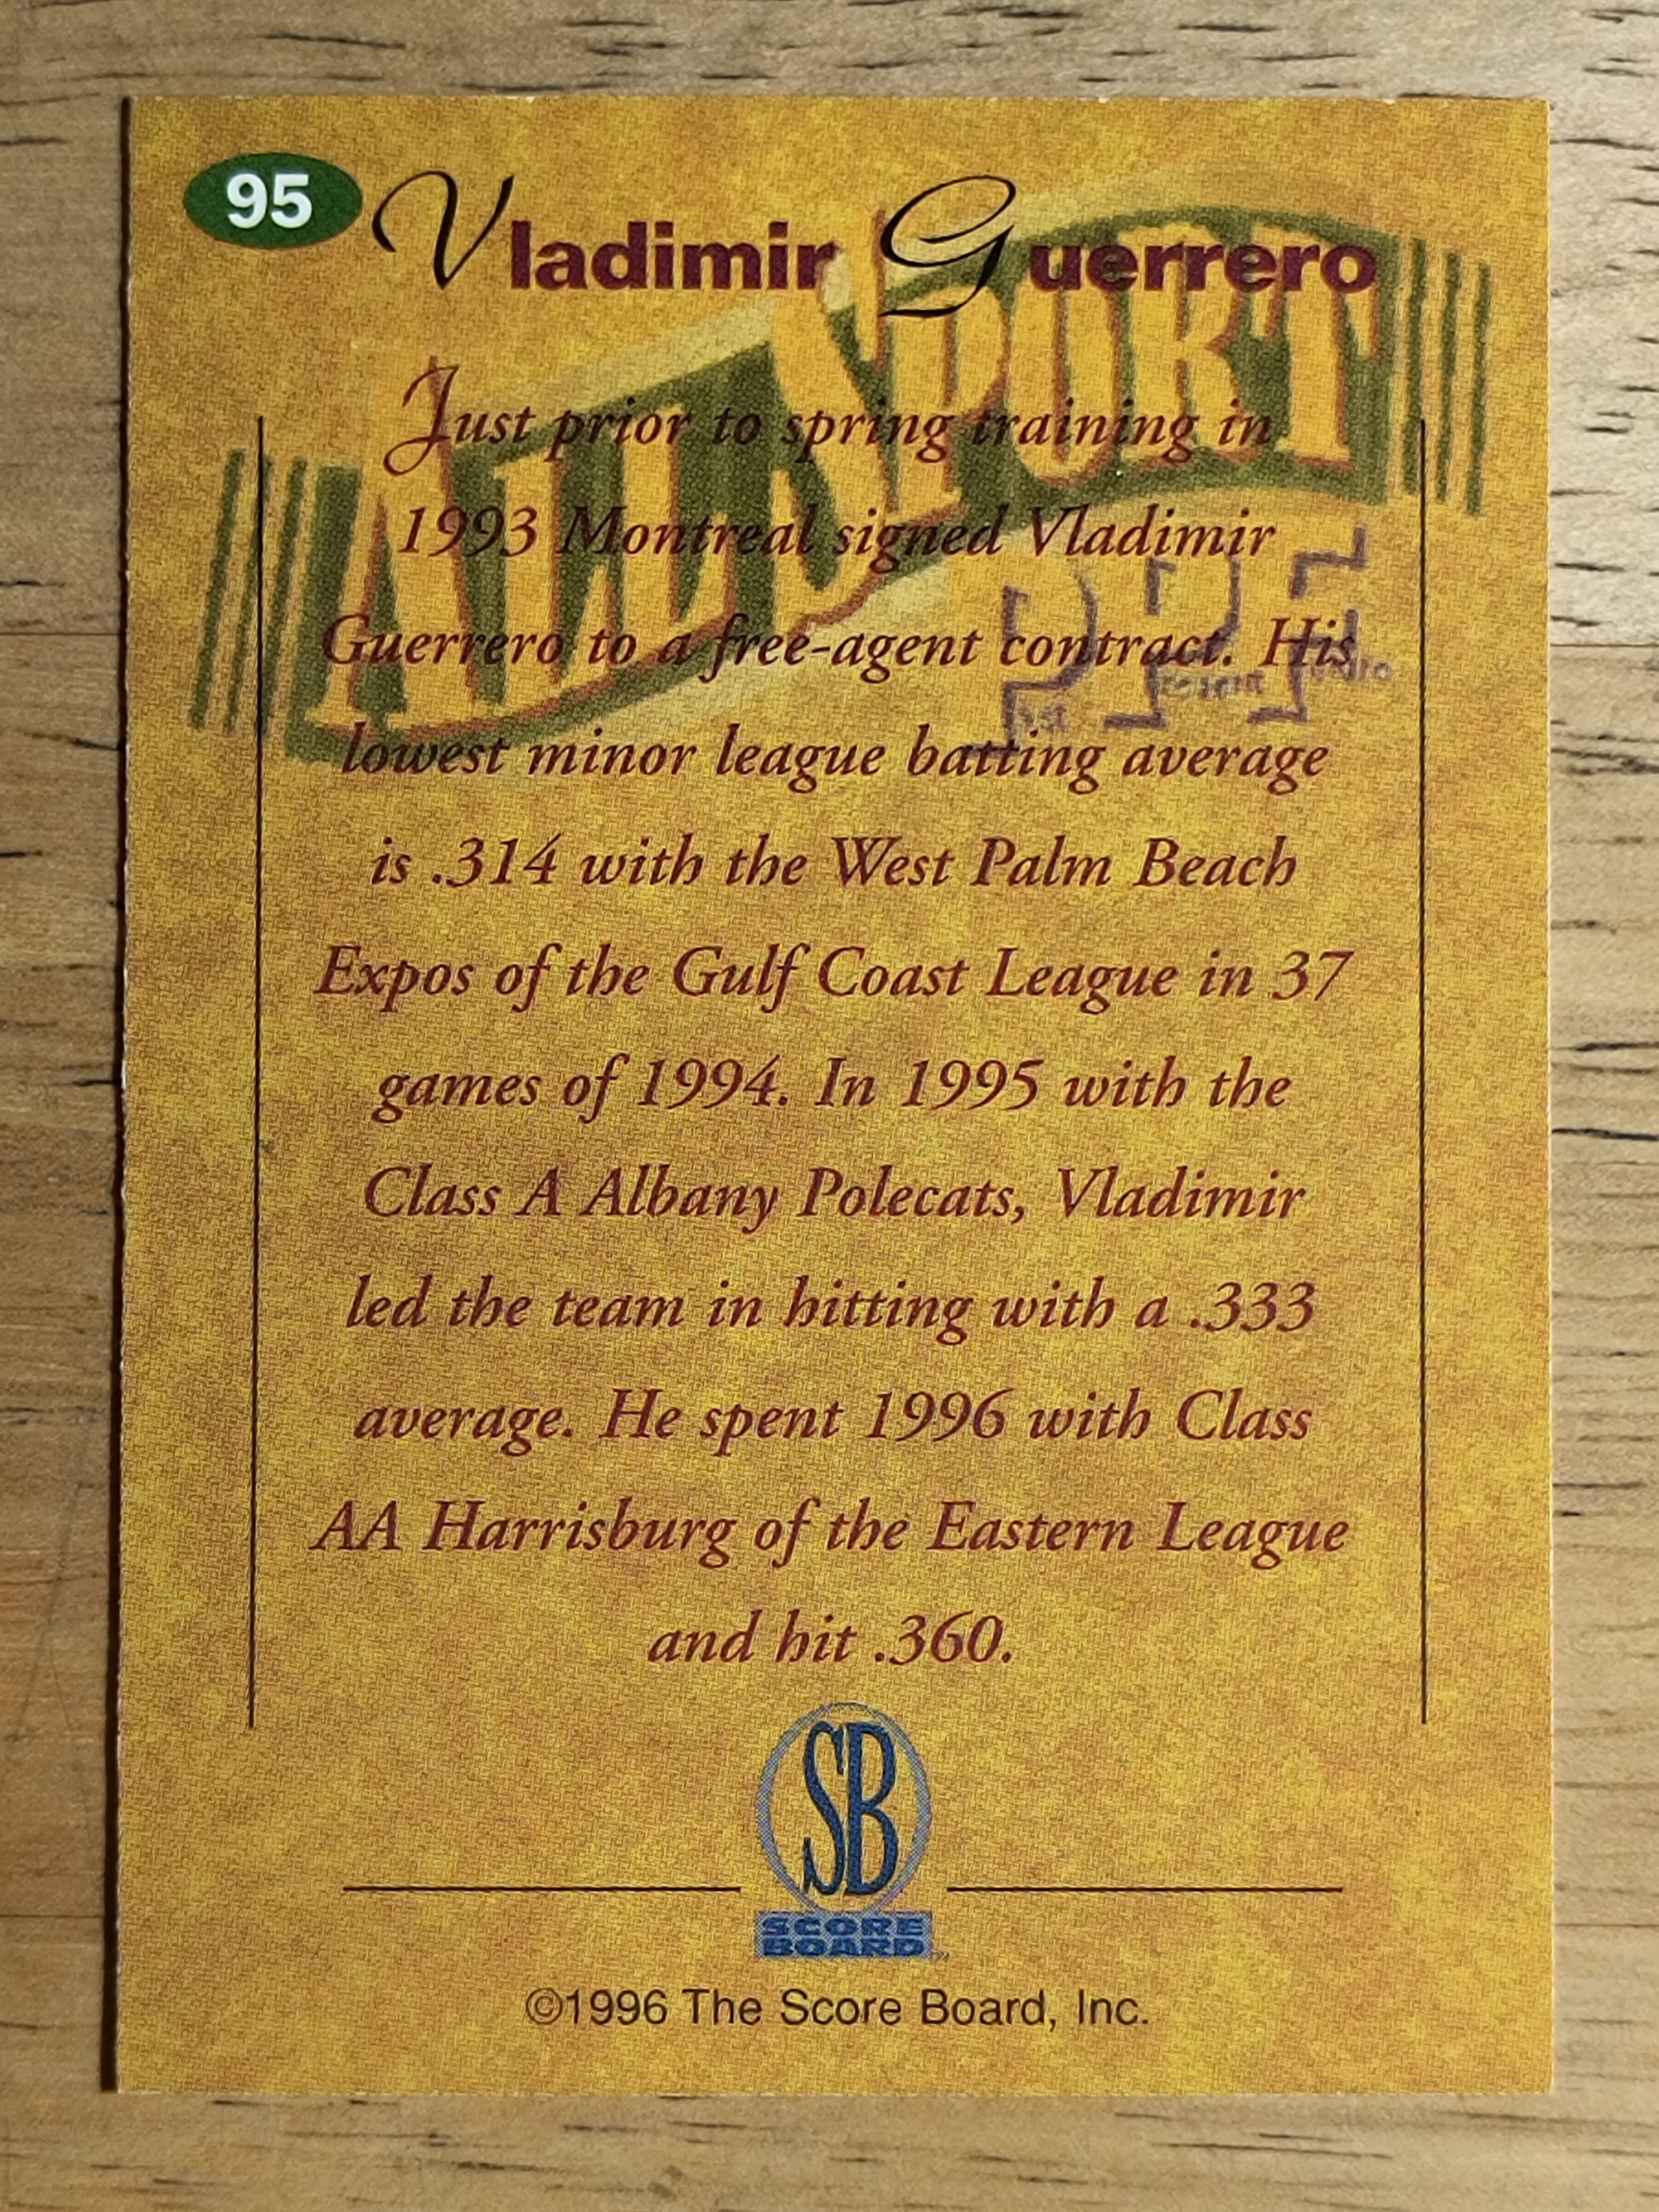 95
Vladimir Guerrero
ALL SPORT
PPF
Just prior to spring training in
1993 Montreal signed Vladimir
Guerrero to a free-agent contract. His
lowest minor league batting average
is .314 with the West Palm Beach
Expos of the Gulf Coast League in 37
games of 1994. In 1995 with the
Class A Albany Polecats, Vladimir
led the team in hitting with a .333
average. He spent 1996 with Class
AA Harrisburg of the Eastern League
and hit .360.
SB
SCORE
BOARD™
©1996 The Score Board, Inc.